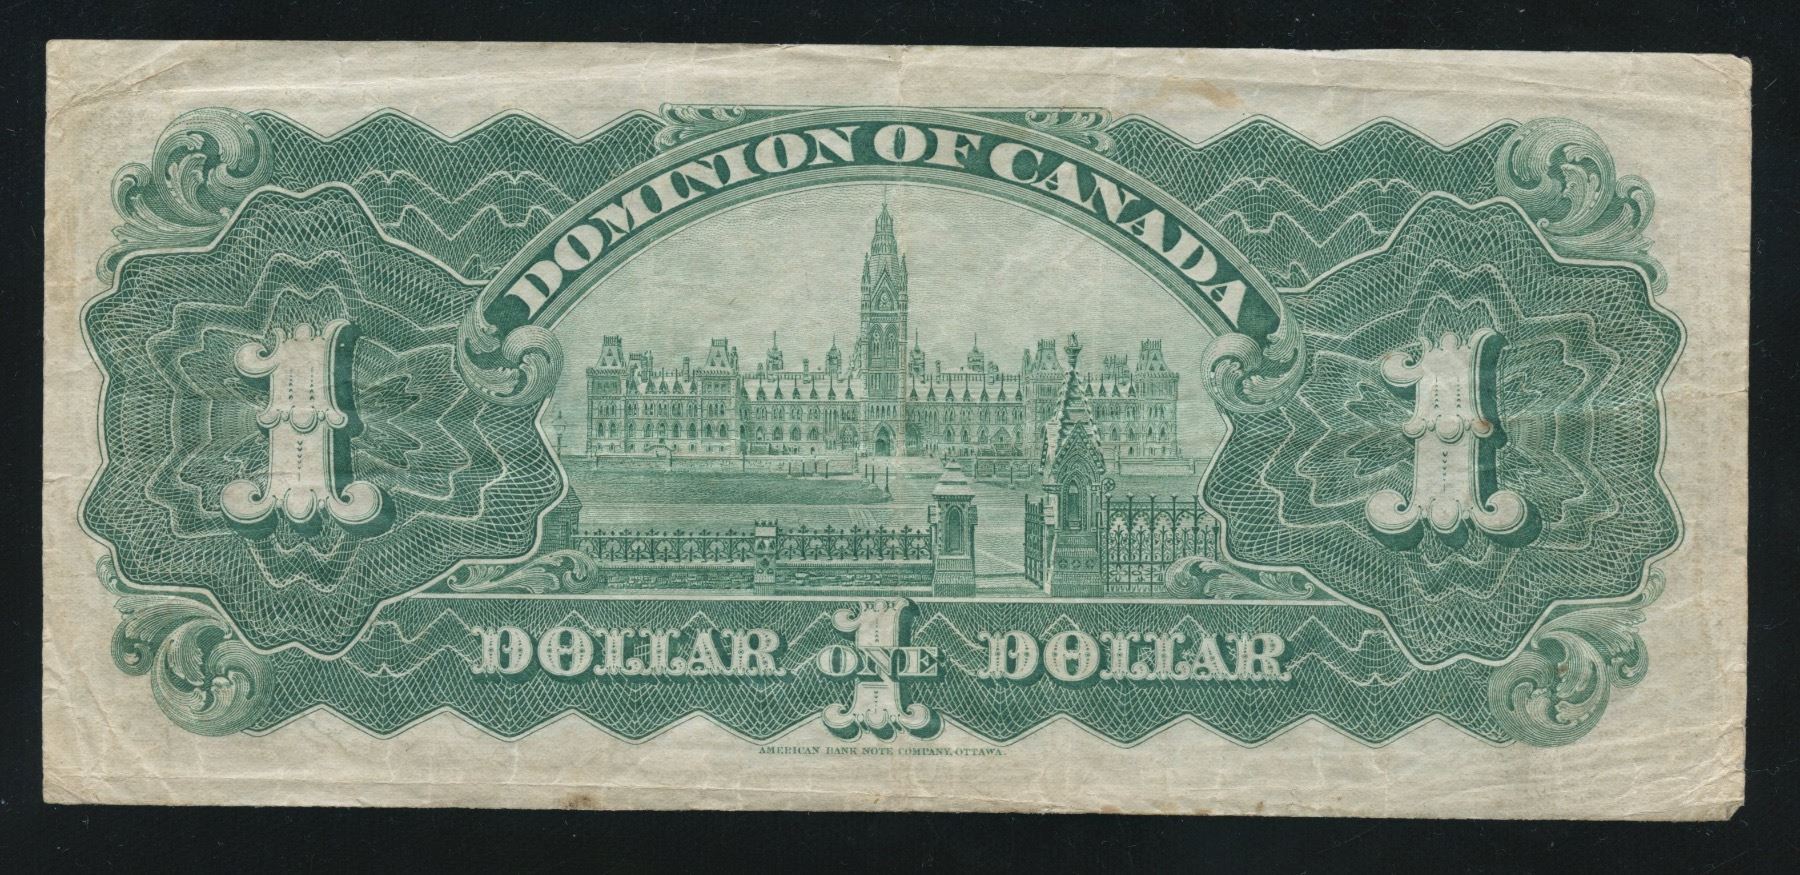 DOMINION OF CANADA
1 1
DOLLAR 1 ONE DOLLAR
AMERICAN BANK NOTE COMPANY, OTTAWA.